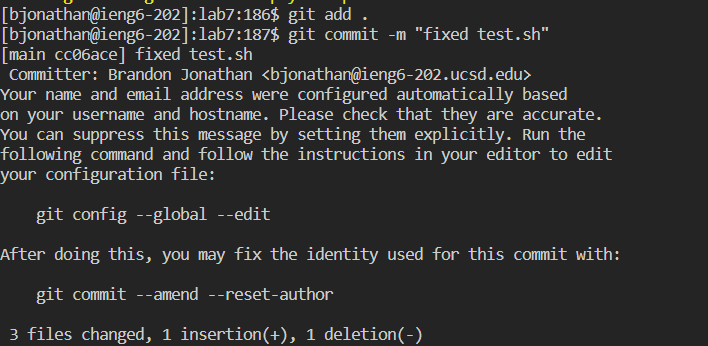 [bjonathan@ieng6-202]:lab7:186$ git add .
[bjonathan@ieng6-202]:lab7:187$ git commit -m "fixed test.sh"
[main cc06ace] fixed test.sh
 Committer: Brandon Jonathan <bjonathan@ieng6-202.ucsd.edu>
Your name and email address were configured automatically based
on your username and hostname. Please check that they are accurate.
You can suppress this message by setting them explicitly. Run the
following command and follow the instructions in your editor to edit
your configuration file:

    git config --global --edit

After doing this, you may fix the identity used for this commit with:

    git commit --amend --reset-author

 3 files changed, 1 insertion(+), 1 deletion(-)